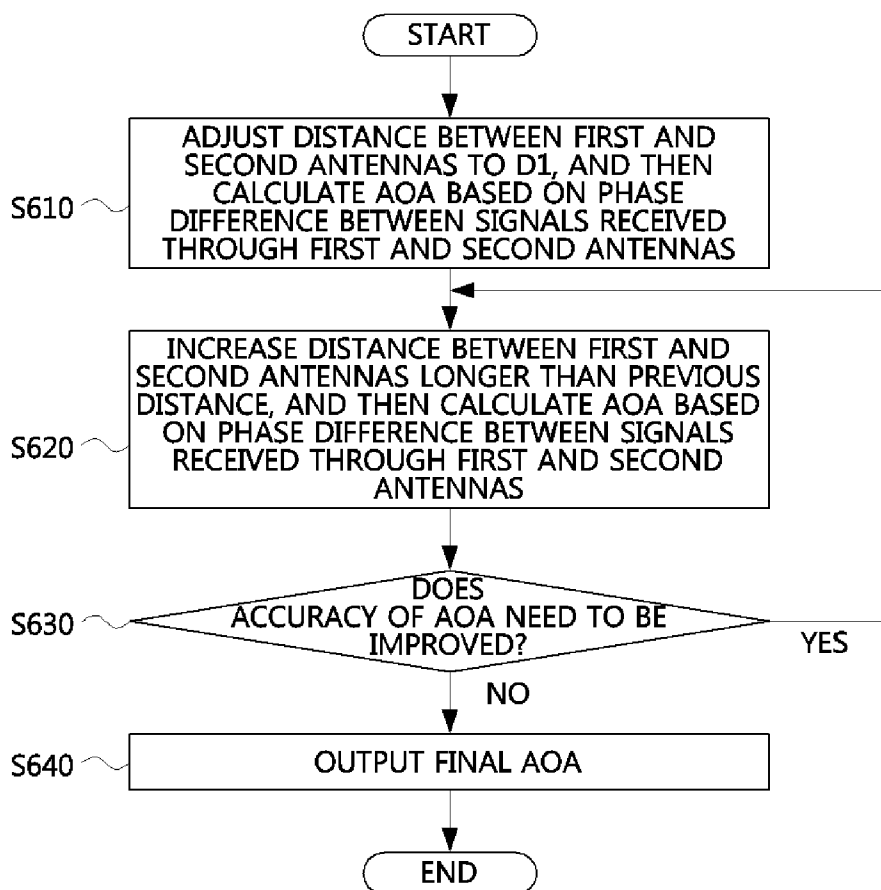 START
ADJUST DISTANCE BETWEEN FIRST AND
SECOND ANTENNAS TO D1, AND THEN
CALCULATE AOA BASED ON PHASE
DIFFERENCE BETWEEN SIGNALS RECEIVED
THROUGH FIRST AND SECOND ANTENNAS
S610
INCREASE DISTANCE BETWEEN FIRST AND
SECOND ANTENNAS LONGER THAN PREVIOUS
DISTANCE, AND THEN CALCULATE AOA BASED
ON PHASE DIFFERENCE BETWEEN SIGNALS
RECEIVED THROUGH FIRST AND SECOND
ANTENNAS
S620
DOES
ACCURACY OF AOA NEED TO BE
IMPROVED?
S630
YES
NO
S640
OUTPUT FINAL AOA
END